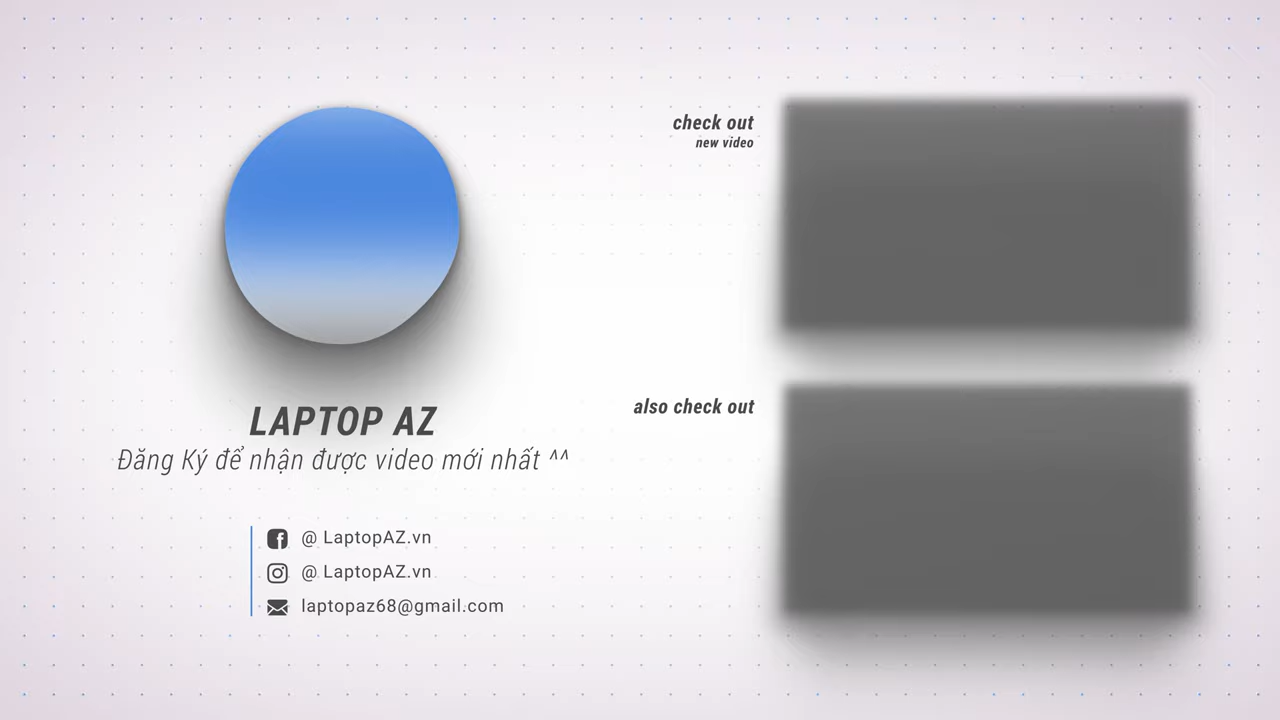 LAPTOP AZ
Đăng Ký để nhận được video mới nhất ^^
@ LaptopAZ.vn
@ LaptopAZ.vn
laptopaz68@gmail.com
check out
new video
also check out